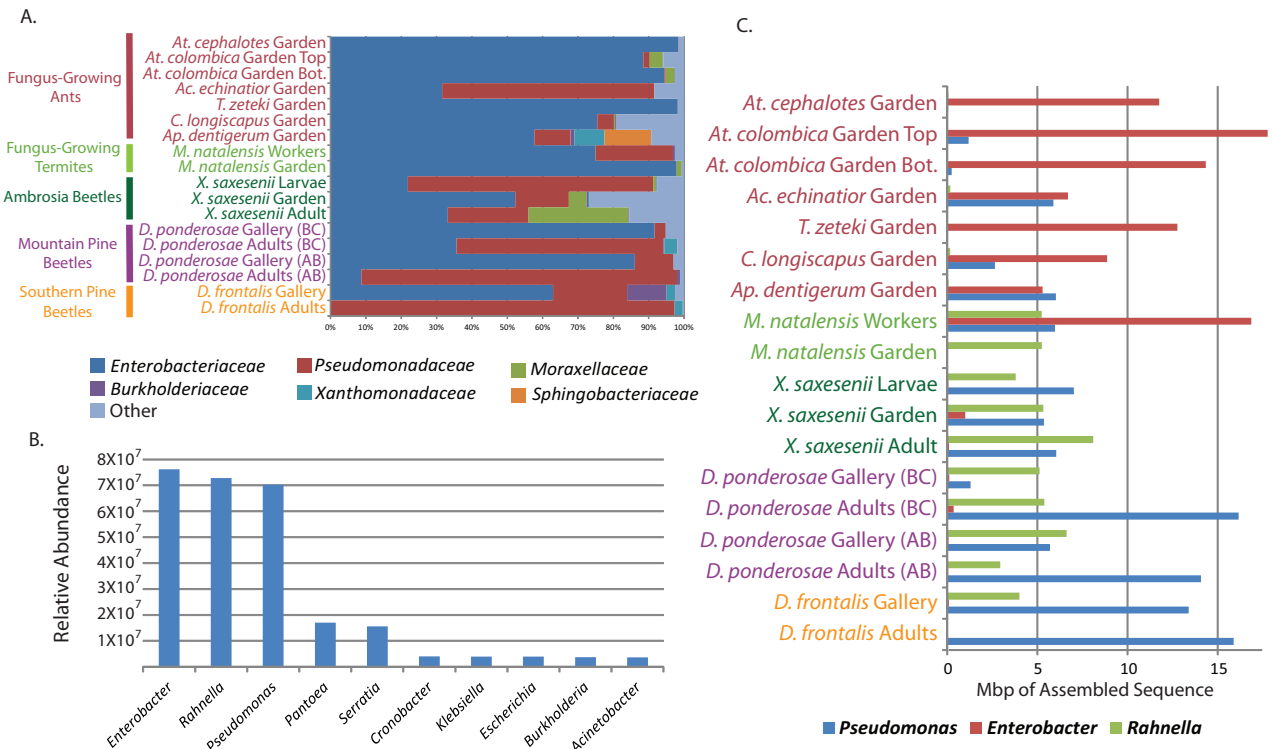 A.
Fungus-Growing
Ants
Fungus-Growing
Termites
Ambrosia Beetles
Mountain Pine
Beetles
Southern Pine
Beetles
At. cephalotes Garden
At. colombica Garden Top
At. colombica Garden Bot.
Ac. echinatior Garden
T. zeteki Garden
C. longiscapus Garden
Ap. dentigerum Garden
M. natalensis Workers
M. natalensis Garden
X. saxesenii Larvae
X. saxesenii Garden
X. saxesenii Adult
D. ponderosae Gallery (BC)
D. ponderosae Adults (BC)
D. ponderosae Gallery (AB)
D. ponderosae Adults (AB)
D. frontalis Gallery
D. frontalis Adults
0% 10% 20% 30% 40% 50% 60% 70% 80% 90% 100%
Enterobacteriaceae Pseudomonadaceae Moraxellaceae
Burkholderiaceae Xanthomonadaceae Sphingobacteriaceae
Other
B.
Relative Abundance
8X10⁷
7X10⁷
6X10⁷
5X10⁷
4X10⁷
3X10⁷
2X10⁷
1X10⁷
Enterobacter
Rahnella
Pseudomonas
Pantoea
Serratia
Cronobacter
Klebsiella
Escherichia
Burkholderia
Acinetobacter
C.
At. cephalotes Garden
At. colombica Garden Top
At. colombica Garden Bot.
Ac. echinatior Garden
T. zeteki Garden
C. longiscapus Garden
Ap. dentigerum Garden
M. natalensis Workers
M. natalensis Garden
X. saxesenii Larvae
X. saxesenii Garden
X. saxesenii Adult
D. ponderosae Gallery (BC)
D. ponderosae Adults (BC)
D. ponderosae Gallery (AB)
D. ponderosae Adults (AB)
D. frontalis Gallery
D. frontalis Adults
0 5 10 15
Mbp of Assembled Sequence
Pseudomonas Enterobacter Rahnella